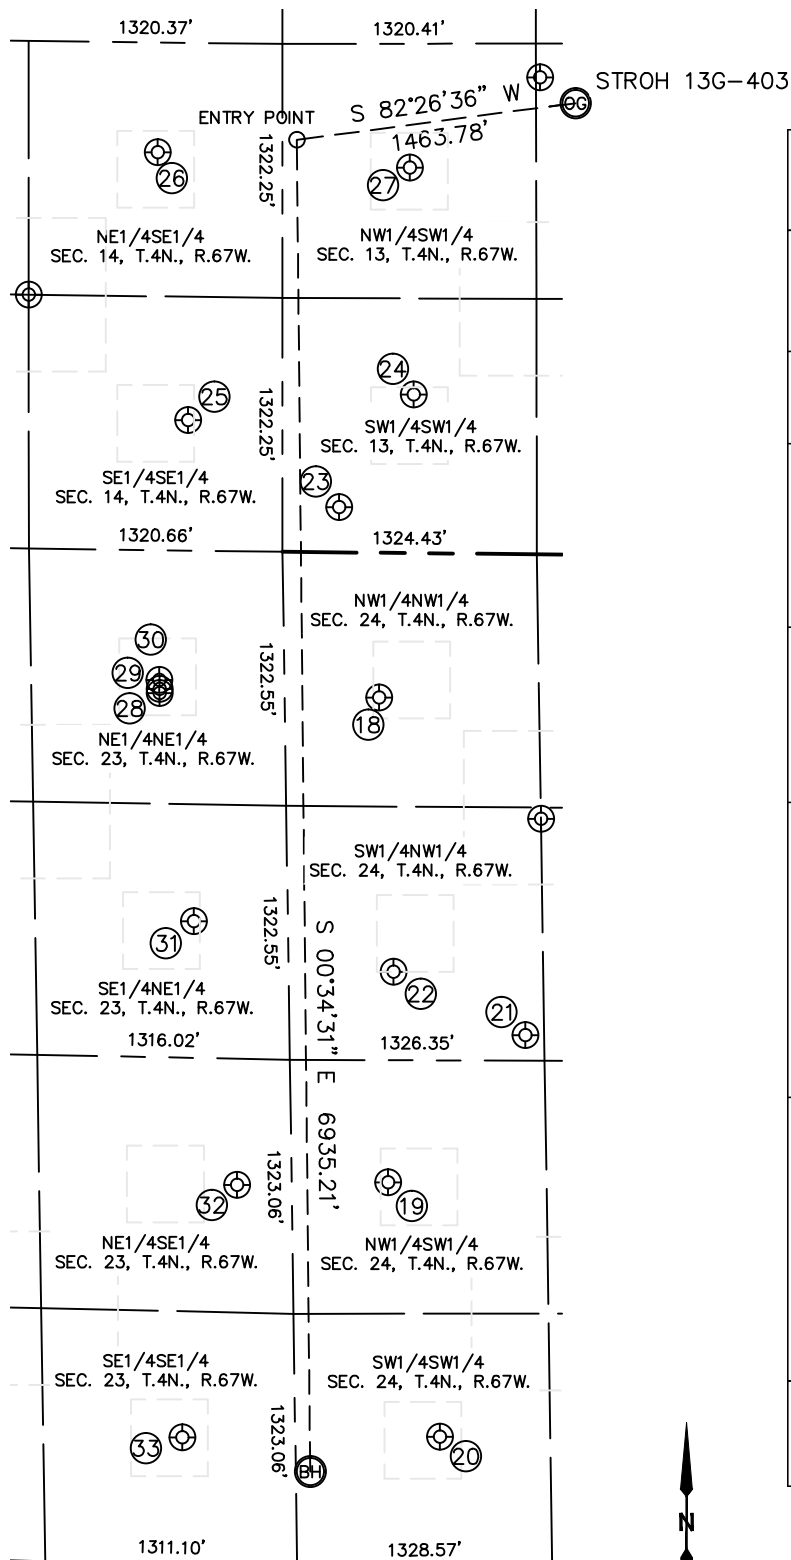 1320.37'
1320.41'
STROH 13G-403
OG
S 82°26'36" W
1463.78'
ENTRY POINT
1322.25'
26
27
NE1/4SE1/4
SEC. 14, T.4N., R.67W.
NW1/4SW1/4
SEC. 13, T.4N., R.67W.
24
25
1322.25'
SW1/4SW1/4
SEC. 13, T.4N., R.67W.
SE1/4SE1/4
SEC. 14, T.4N., R.67W.
23
1320.66'
1324.43'
NW1/4NW1/4
SEC. 24, T.4N., R.67W.
30
29
28
1322.55'
18
NE1/4NE1/4
SEC. 23, T.4N., R.67W.
SW1/4NW1/4
SEC. 24, T.4N., R.67W.
31
1322.55'
S 00°34'31" E 6935.21'
22
21
SE1/4NE1/4
SEC. 23, T.4N., R.67W.
1316.02'
1326.35'
32
1323.06'
19
NE1/4SE1/4
SEC. 23, T.4N., R.67W.
NW1/4SW1/4
SEC. 24, T.4N., R.67W.
SE1/4SE1/4
SEC. 23, T.4N., R.67W.
SW1/4SW1/4
SEC. 24, T.4N., R.67W.
33
1323.06'
BH
20
N
1311.10'
1328.57'